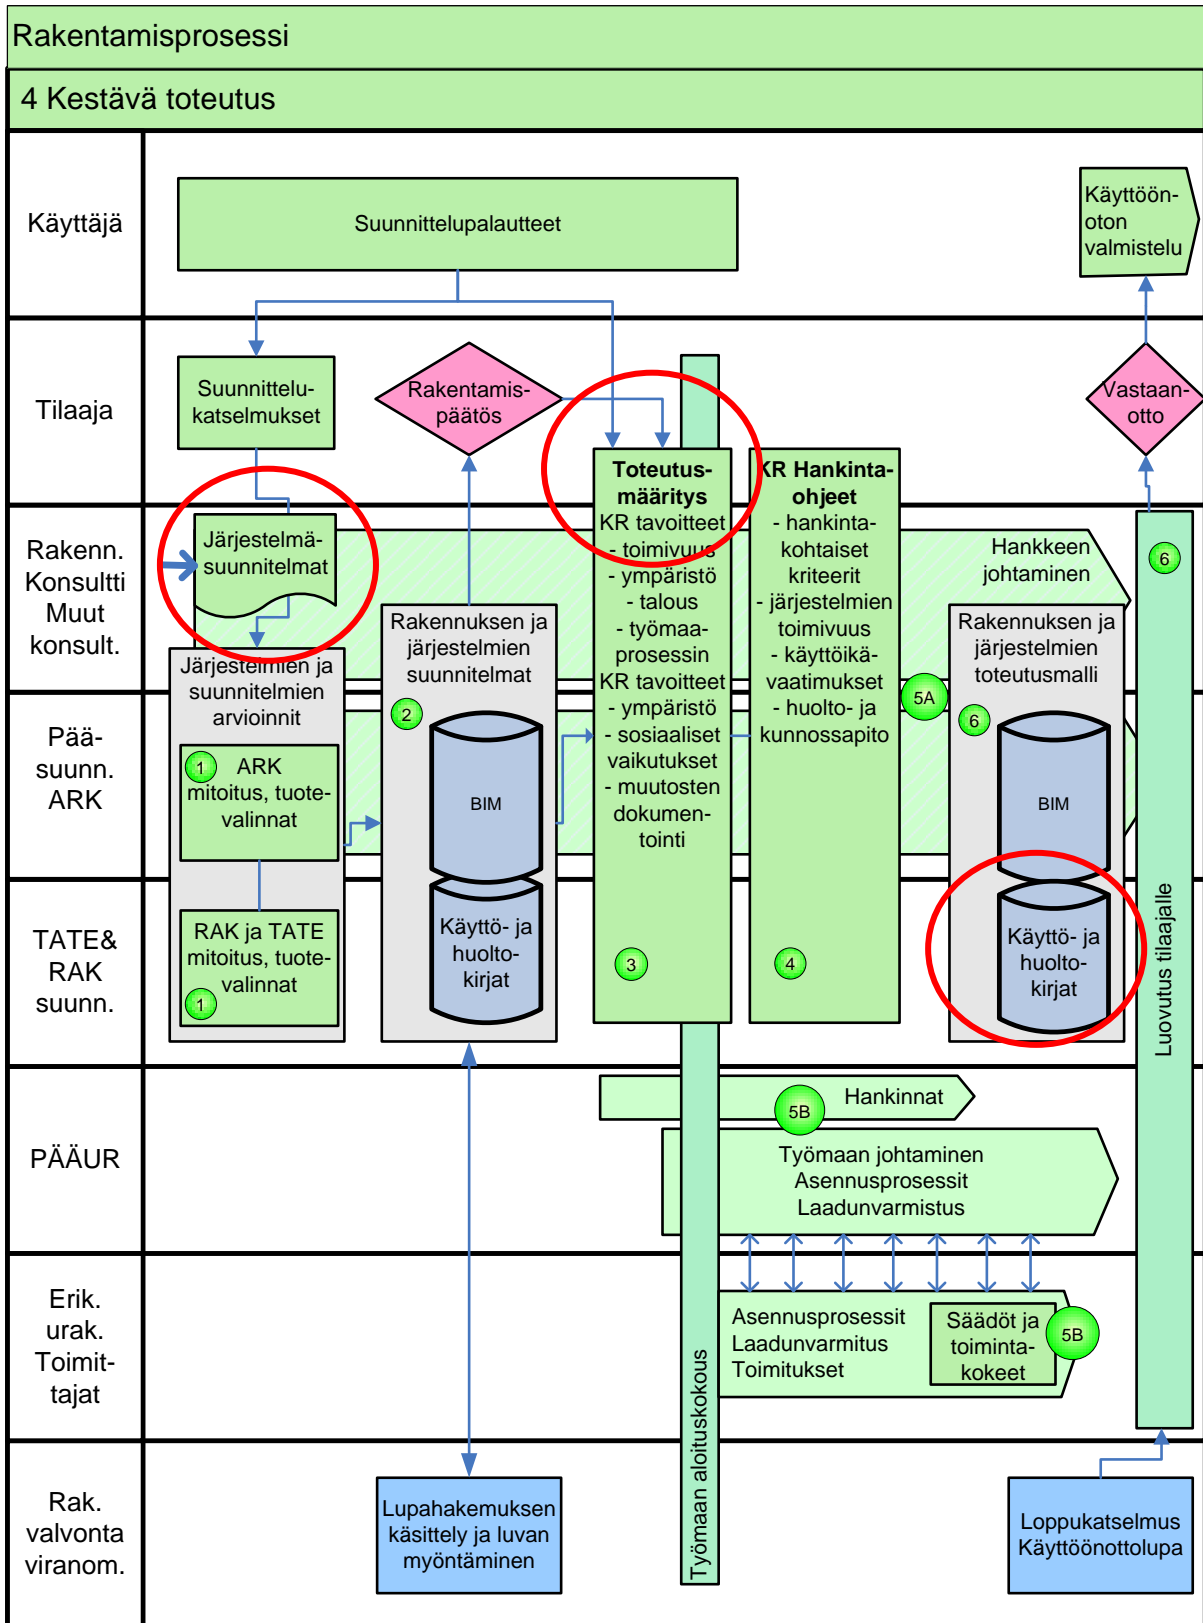 Rakentamisprosessi
4 Kestävä toteutus
Käyttäjä
Suunnittelupalautteet
Käyttöön-
oton
valmistelu
Tilaaja
Suunnittelu-
katselmukset
Rakentamis-
päätös
Vastaan-
otto
Rakenn.
Konsultti
Muut
konsult.
Järjestelmä-
suunnitelmat
Toteutus-
määritys
KR tavoitteet
- toimivuus
- ympäristö
- talous
- työmaa-
prosessin
KR tavoitteet
- ympäristö
- sosiaaliset
vaikutukset
- muutosten
dokumen-
tointi
3
KR Hankinta-
ohjeet
- hankinta-
kohtaiset
kriteerit
- järjestelmien
toimivuus
- käyttöikä-
vaatimukset
- huolto- ja
kunnossapito
4
Hankkeen
johtaminen
6
Järjestelmien ja
suunnitelmien
arvioinnit
Rakennuksen ja
järjestelmien
suunnitelmat
2
5A
Rakennuksen ja
järjestelmien
toteutusmalli
6
Pää-
suunn.
ARK
1
ARK
mitoitus, tuote-
valinnat
BIM
BIM
TATE&
RAK
suunn.
RAK ja TATE
mitoitus, tuote-
valinnat
1
Käyttö- ja
huolto-
kirjat
Käyttö- ja
huolto-
kirjat
Luovutus tilaajalle
PÄÄUR
Hankinnat
5B
Työmaan johtaminen
Asennusprosessit
Laadunvarmistus
Erik.
urak.
Toimit-
tajat
Asennusprosessit
Laadunvarmitus
Toimitukset
Säädöt ja
toiminta-
kokeet
5B
Työmaan aloituskokous
Rak.
valvonta
viranom.
Lupahakemuksen
käsittely ja luvan
myöntäminen
Loppukatselmus
Käyttöönottolupa